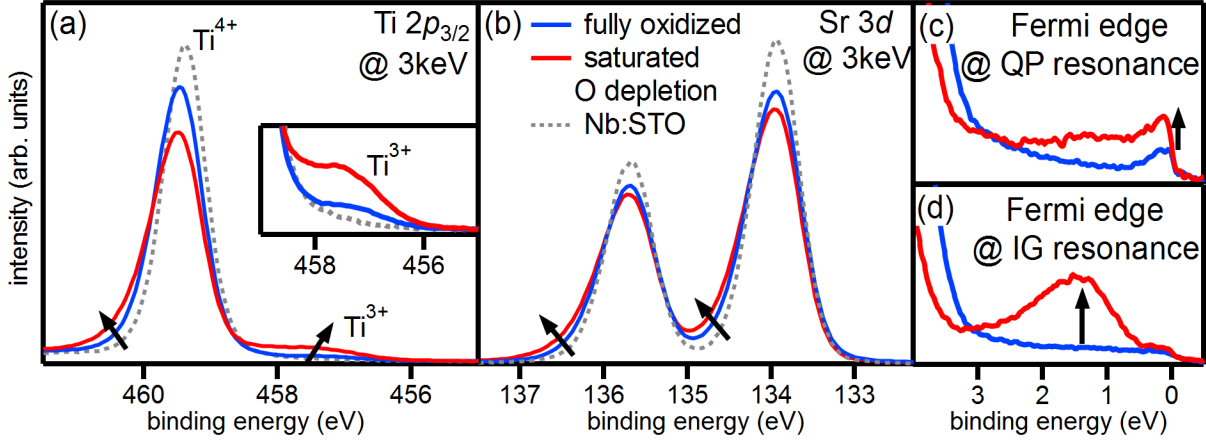 (a)
Ti⁴⁺
Ti 2p₃/₂
@ 3keV
Ti³⁺
458
456
Ti³⁺
460
458
456
binding energy (eV)
intensity (arb. units)
(b)
fully oxidized
saturated
O depletion
Nb:STO
Sr 3d
@ 3keV
137
136
135
134
133
binding energy (eV)
(c)
Fermi edge
@ QP resonance
(d)
Fermi edge
@ IG resonance
3
2
1
0
binding energy (eV)